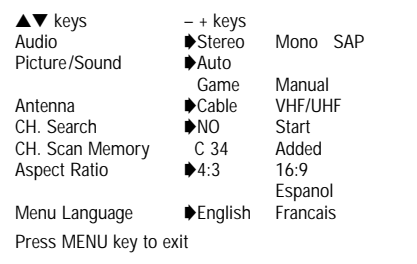 ▲▼ keys – + keys
Audio ➧Stereo Mono SAP
Picture/Sound ➧Auto
Game Manual
Antenna ➧Cable VHF/UHF
CH. Search ➧NO Start
CH. Scan Memory C 34 Added
Aspect Ratio ➧4:3 16:9
Espanol
Menu Language ➧English Francais
Press MENU key to exit